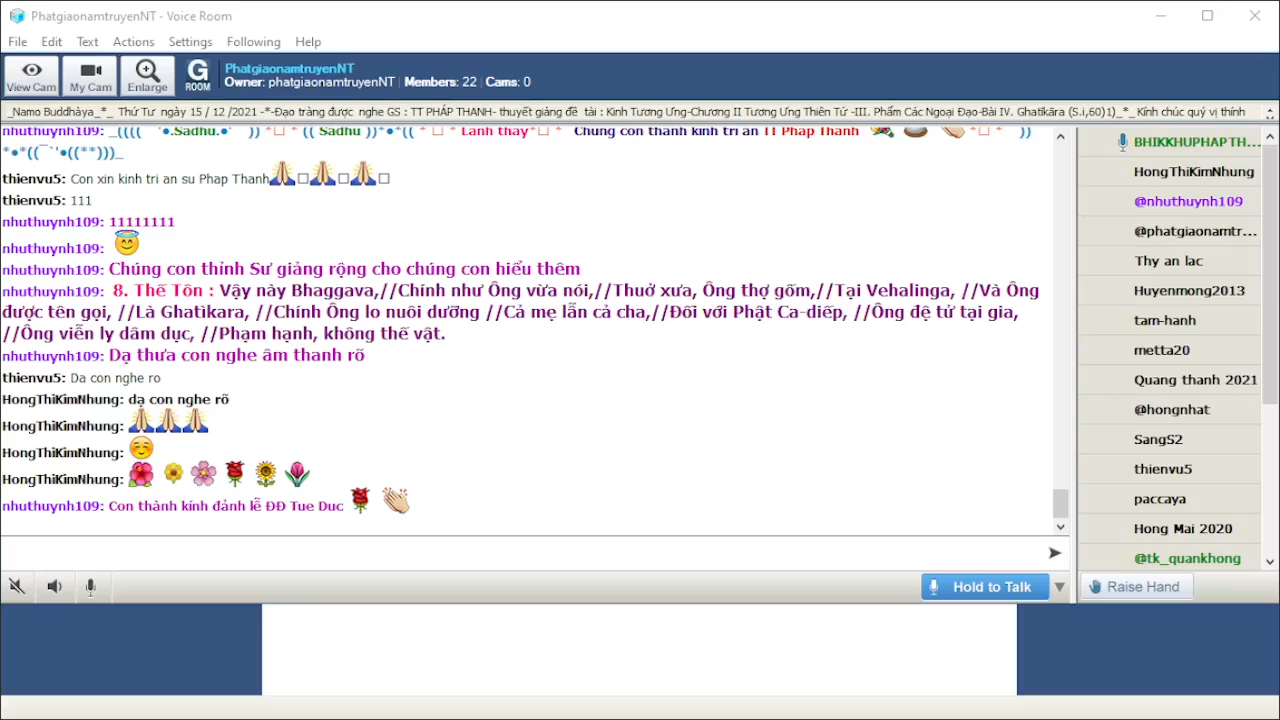 PhatgiaonamtruyenNT - Voice Room
File Edit Text Actions Settings Following Help
View Cam My Cam Enlarge G ROOM PhatgiaonamtruyenNT
Owner: phatgiaonamtruyenNT | Members: 22 | Cams: 0
_Namo Buddhàya_*_ Thứ Tư ngày 15 / 12 /2021 -*-Đạo tràng được nghe GS : TT PHÁP THANH- thuyết giảng đề tài : Kinh Tương Ưng-Chương II Tương Ưng Thiên Tử -III. Phẩm Các Ngoại Đạo-Bài IV. Ghatìkàra (S.i,60)1)_*_ Kính chúc quý vị thính
nhuthuynh109: _(((( ¯`'•.Sadhu.•´¯ )) *□ * (( Sadhu ))*•*(( * □ * Lành thay*□ * Chúng con thành kính tri ân TT Pháp Thanh *□ * ))
*•*((¯`'•((**)))_
thienvu5: Con xin kinh tri an su Phap Thanh🙏□🙏□🙏□
thienvu5: 111
nhuthuynh109: 11111111
nhuthuynh109: 😇
nhuthuynh109: Chúng con thỉnh Sư giảng rộng cho chúng con hiểu thêm
nhuthuynh109: 8. Thế Tôn : Vậy này Bhaggava,//Chính như Ông vừa nói,//Thuở xưa, Ông thợ gốm,//Tại Vehalinga, //Và Ông
được tên gọi, //Là Ghatìkara, //Chính Ông lo nuôi dưỡng //Cả mẹ lẫn cả cha,//Đối với Phật Ca-diếp, //Ông đệ tử tại gia,
//Ông viễn ly dâm dục, //Phạm hạnh, không thế vật.
nhuthuynh109: Dạ thưa con nghe âm thanh rõ
thienvu5: Da con nghe ro
HongThiKimNhung: dạ con nghe rõ
HongThiKimNhung: 🙏🙏🙏
HongThiKimNhung: ☺️
HongThiKimNhung: 🌺 🌼 🌸 🌹 🌻 🌷
nhuthuynh109: Con thành kính đảnh lễ ĐĐ Tue Duc 🌹 👏
BHIKKHUPHAPTH...
HongThiKimNhung
@nhuthuynh109
@phatgiaonamtr...
Thy an lac
Huyenmong2013
tam-hanh
metta20
Quang thanh 2021
@hongnhat
SangS2
thienvu5
paccaya
Hong Mai 2020
@tk_quankhong
Hold to Talk
Raise Hand